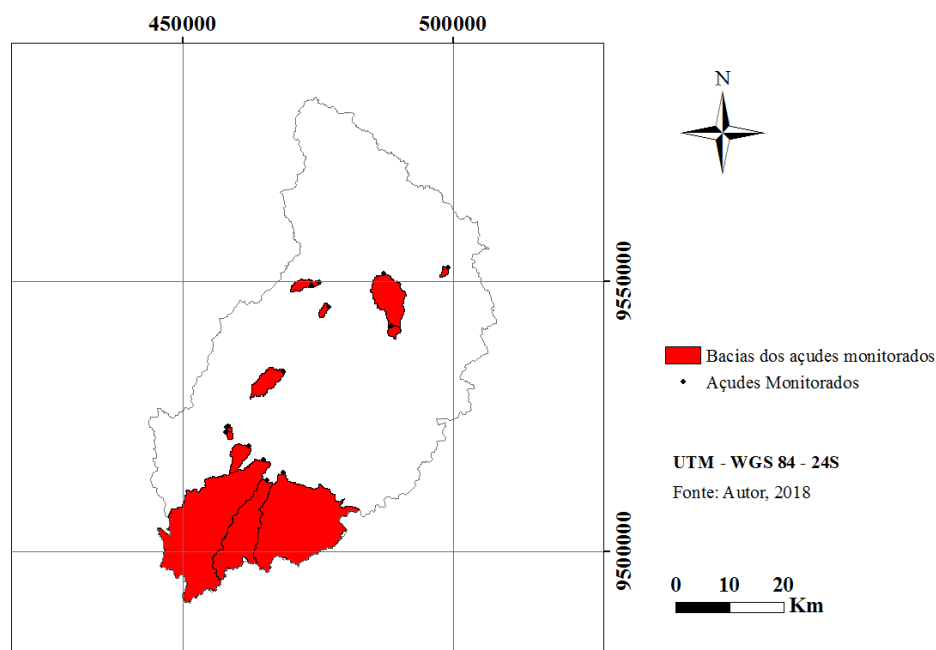 450000 500000
N
9550000
Bacias dos açudes monitorados
Açudes Monitorados
UTM - WGS 84 - 24S
Fonte: Autor, 2018
9500000
0 10 20
Km